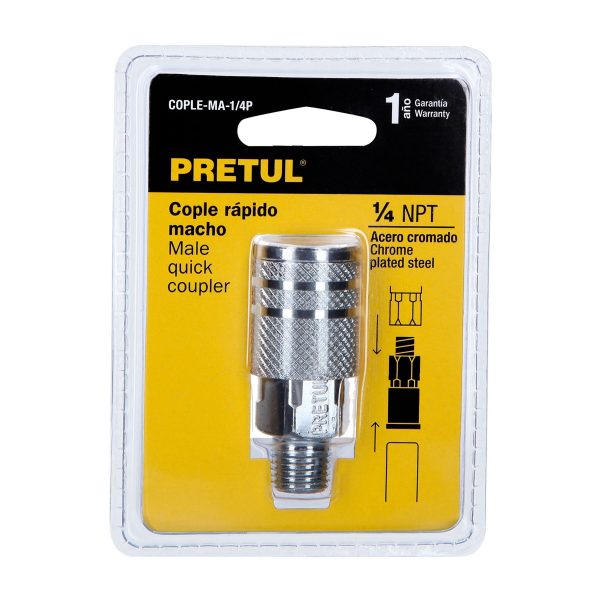 COPLE-MA-1/4P
1 año Garantía
Warranty
PRETUL®
Cople rápido
macho
Male
quick
coupler
1/4 NPT
Acero cromado
Chrome
plated steel
PRETUL